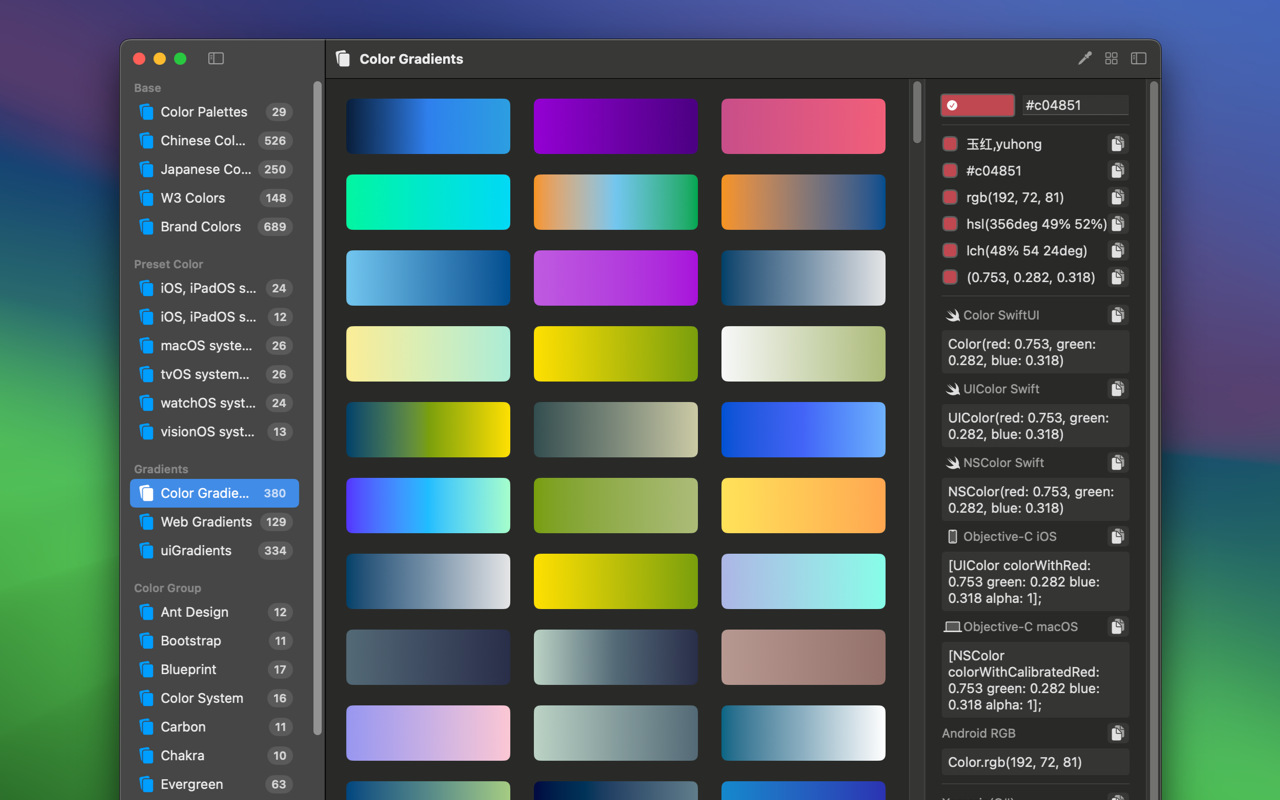 Base
Color Palettes 29
Chinese Col... 526
Japanese Co... 250
W3 Colors 148
Brand Colors 689
Preset Color
iOS, iPadOS s... 24
iOS, iPadOS s... 12
macOS syste... 26
tvOS system... 26
watchOS syst... 24
visionOS syst... 13
Gradients
Color Gradie... 380
Web Gradients 129
uiGradients 334
Color Group
Ant Design 12
Bootstrap 11
Blueprint 17
Color System 16
Carbon 11
Chakra 10
Evergreen 63
Color Gradients
#c04851
玉红,yuhong
#c04851
rgb(192, 72, 81)
hsl(356deg 49% 52%)
lch(48% 54 24deg)
(0.753, 0.282, 0.318)
Color SwiftUI
Color(red: 0.753, green:
0.282, blue: 0.318)
UIColor Swift
UIColor(red: 0.753, green:
0.282, blue: 0.318)
NSColor Swift
NSColor(red: 0.753, green:
0.282, blue: 0.318)
Objective-C iOS
[UIColor colorWithRed:
0.753 green: 0.282 blue:
0.318 alpha: 1];
Objective-C macOS
[NSColor
colorWithCalibratedRed:
0.753 green: 0.282 blue:
0.318 alpha: 1];
Android RGB
Color.rgb(192, 72, 81)